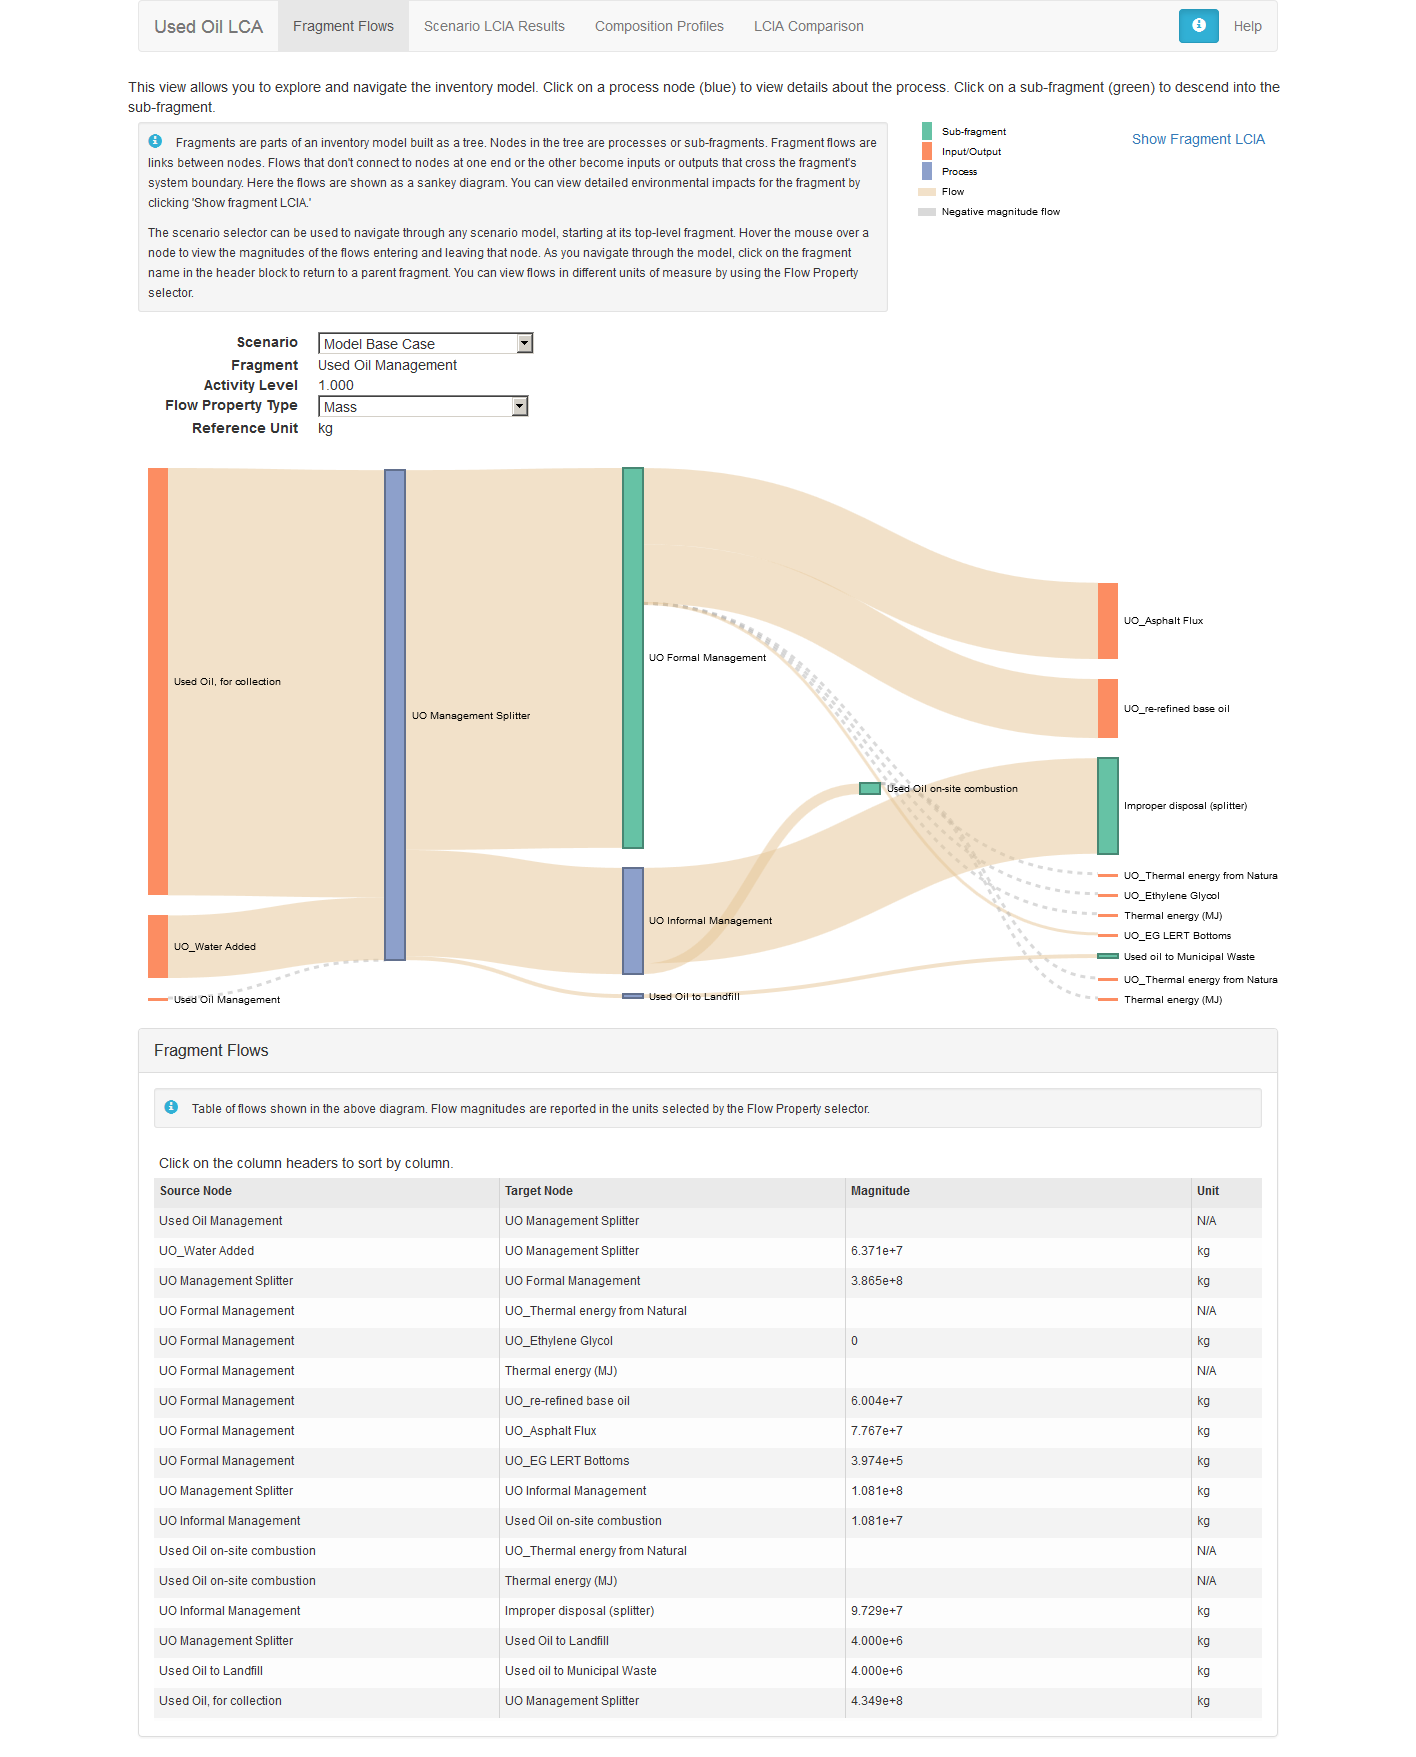 Used Oil LCA Fragment Flows Scenario LCIA Results Composition Profiles LCIA Comparison Help
This view allows you to explore and navigate the inventory model. Click on a process node (blue) to view details about the process. Click on a sub-fragment (green) to descend into the
sub-fragment.
Fragments are parts of an inventory model built as a tree. Nodes in the tree are processes or sub-fragments. Fragment flows are
links between nodes. Flows that don't connect to nodes at one end or the other become inputs or outputs that cross the fragment's
system boundary. Here the flows are shown as a sankey diagram. You can view detailed environmental impacts for the fragment by
clicking 'Show fragment LCIA.'
The scenario selector can be used to navigate through any scenario model, starting at its top-level fragment. Hover the mouse over a
node to view the magnitudes of the flows entering and leaving that node. As you navigate through the model, click on the fragment
name in the header block to return to a parent fragment. You can view flows in different units of measure by using the Flow Property
selector.
Sub-fragment
Input/Output
Process
Flow
Negative magnitude flow
Show Fragment LCIA
Scenario Model Base Case
Fragment Used Oil Management
Activity Level 1.000
Flow Property Type Mass
Reference Unit kg
Used Oil, for collection
UO_Water Added
Used Oil Management
UO Management Splitter
UO Formal Management
UO Informal Management
Used Oil to Landfill
Used Oil on-site combustion
UO_Asphalt Flux
UO_re-refined base oil
Improper disposal (splitter)
UO_Thermal energy from Natura
UO_Ethylene Glycol
Thermal energy (MJ)
UO_EG LERT Bottoms
Used oil to Municipal Waste
UO_Thermal energy from Natura
Thermal energy (MJ)
Fragment Flows
Table of flows shown in the above diagram. Flow magnitudes are reported in the units selected by the Flow Property selector.
Click on the column headers to sort by column.
Source Node Target Node Magnitude Unit
Used Oil Management UO Management Splitter N/A
UO_Water Added UO Management Splitter 6.371e+7 kg
UO Management Splitter UO Formal Management 3.865e+8 kg
UO Formal Management UO_Thermal energy from Natural N/A
UO Formal Management UO_Ethylene Glycol 0 kg
UO Formal Management Thermal energy (MJ) N/A
UO Formal Management UO_re-refined base oil 6.004e+7 kg
UO Formal Management UO_Asphalt Flux 7.767e+7 kg
UO Formal Management UO_EG LERT Bottoms 3.974e+5 kg
UO Management Splitter UO Informal Management 1.081e+8 kg
UO Informal Management Used Oil on-site combustion 1.081e+7 kg
Used Oil on-site combustion UO_Thermal energy from Natural N/A
Used Oil on-site combustion Thermal energy (MJ) N/A
UO Informal Management Improper disposal (splitter) 9.729e+7 kg
UO Management Splitter Used Oil to Landfill 4.000e+6 kg
Used Oil to Landfill Used oil to Municipal Waste 4.000e+6 kg
Used Oil, for collection UO Management Splitter 4.349e+8 kg